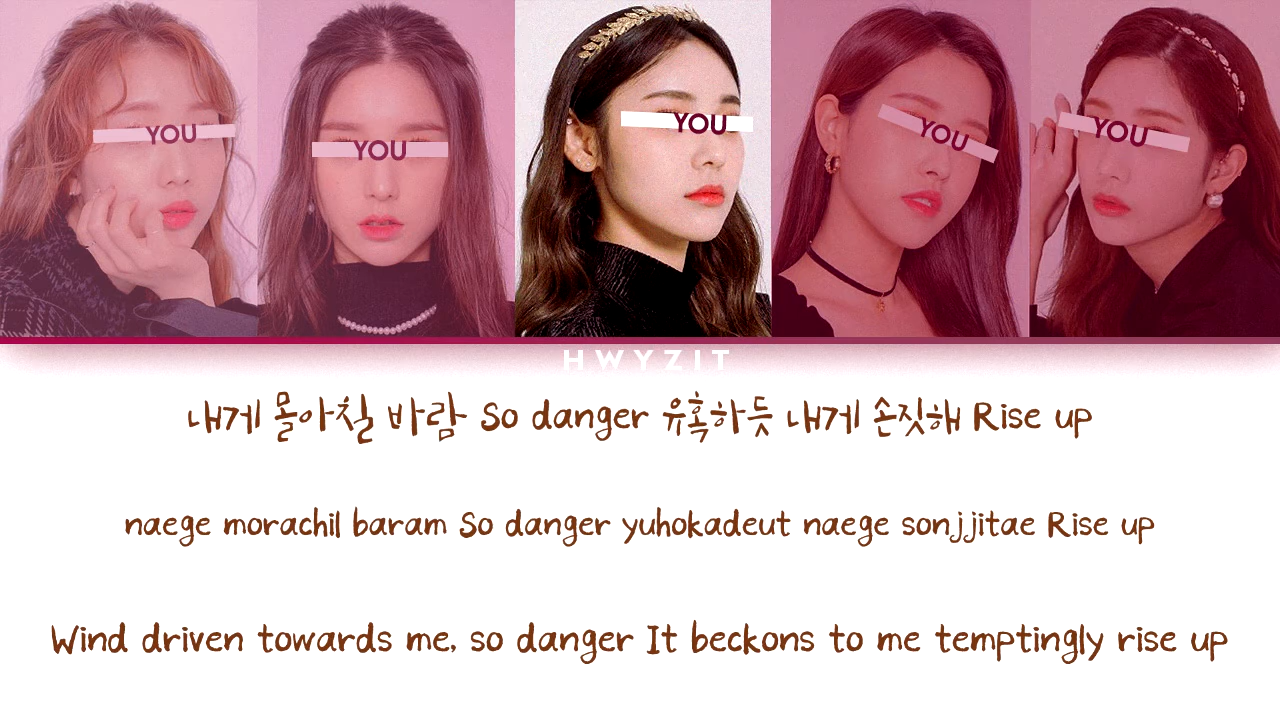 YOU YOU YOU YOU YOU
HWYZIT
내게 몰아칠 바람 So danger 유혹하듯 내게 손짓해 Rise up
naege morachil baram So danger yuhokadeut naege sonjjitae Rise up
Wind driven towards me, so danger It beckons to me temptingly rise up